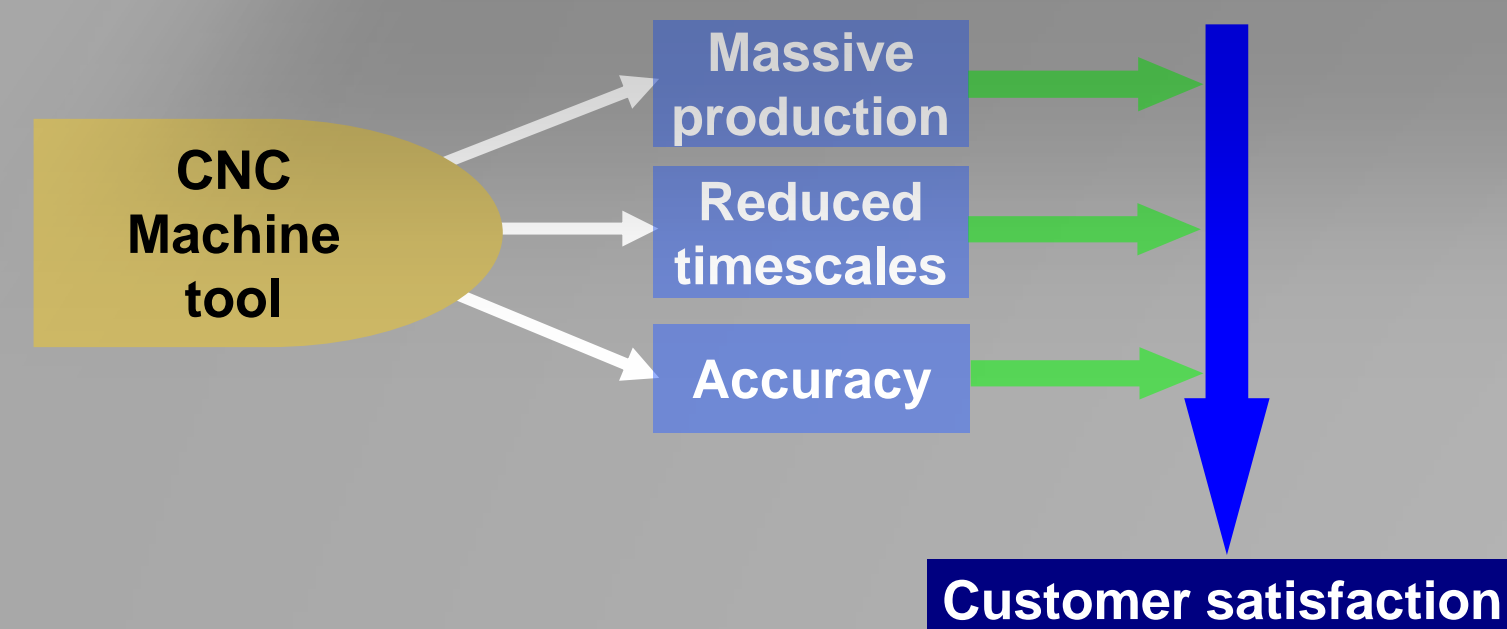 CNC
Machine
tool
Massive
production
Reduced
timescales
Accuracy
Customer satisfaction